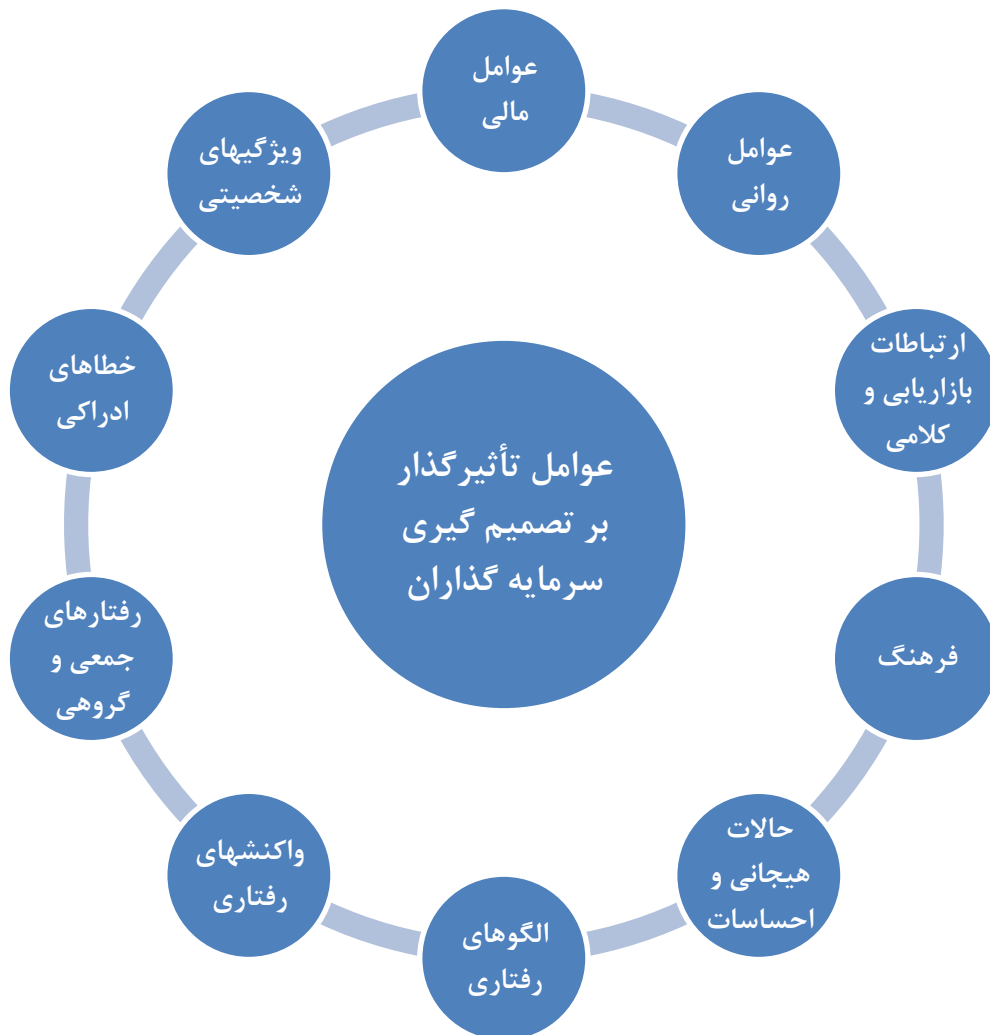 عوامل
مالی
عوامل
روانی
ارتباطات
بازاریابی و
کلامی
فرهنگ
حالات
هیجانی و
احساسات
الگوهای
رفتاری
واکنشهای
رفتاری
رفتارهای
جمعی و
گروهی
خطاهای
ادراکی
ویژگیهای
شخصیتی
عوامل تأثیرگذار
بر تصمیم گیری
سرمایه گذاران